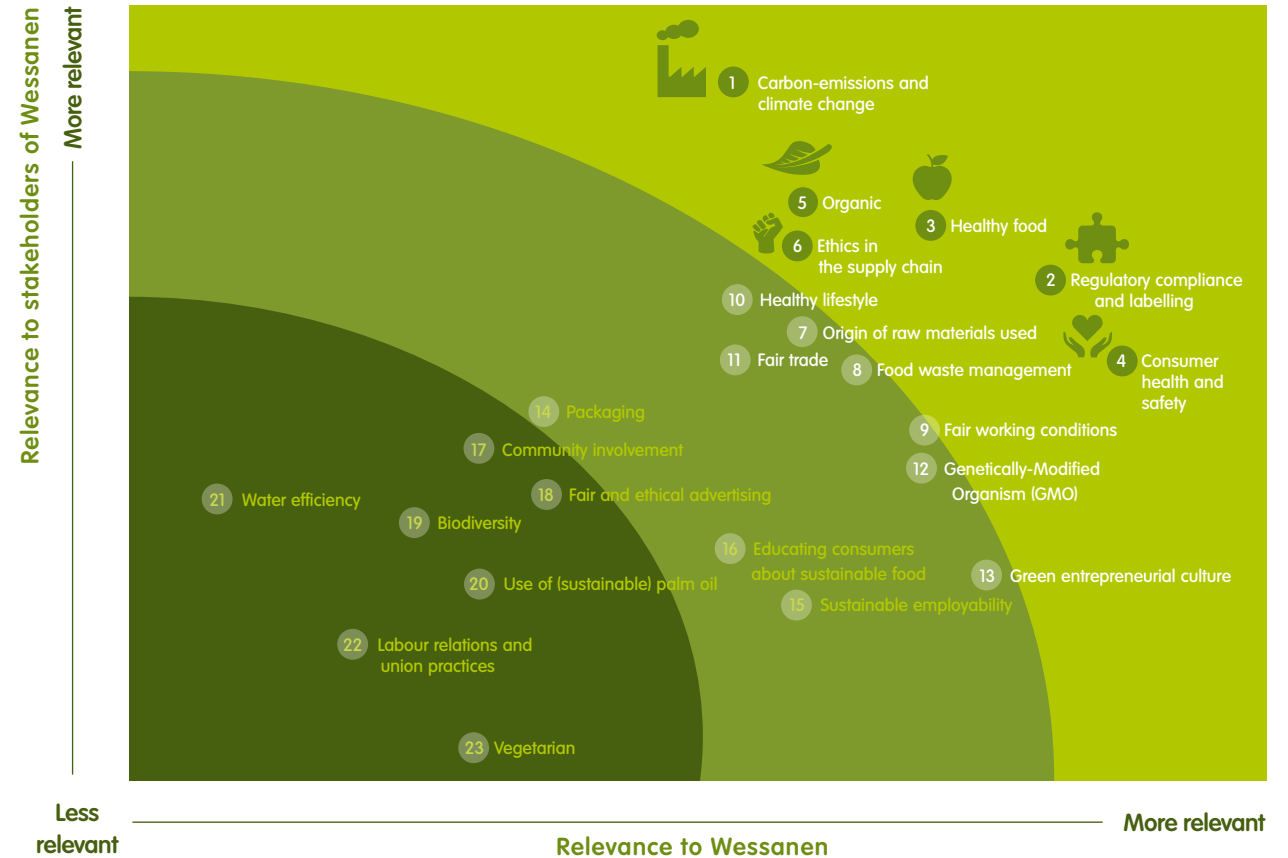 Relevance to stakeholders of Wessanen
More relevant
1 Carbon-emissions and
climate change
5 Organic
3 Healthy food
6 Ethics in
the supply chain
2 Regulatory compliance
and labelling
10 Healthy lifestyle
7 Origin of raw materials used
11 Fair trade
8 Food waste management
4 Consumer
health and
safety
14 Packaging
9 Fair working conditions
17 Community involvement
12 Genetically-Modified
Organism (GMO)
18 Fair and ethical advertising
21 Water efficiency
19 Biodiversity
16 Educating consumers
about sustainable food
13 Green entrepreneurial culture
20 Use of (sustainable) palm oil
15 Sustainable employability
22 Labour relations and
union practices
23 Vegetarian
Less
relevant
More relevant
Relevance to Wessanen